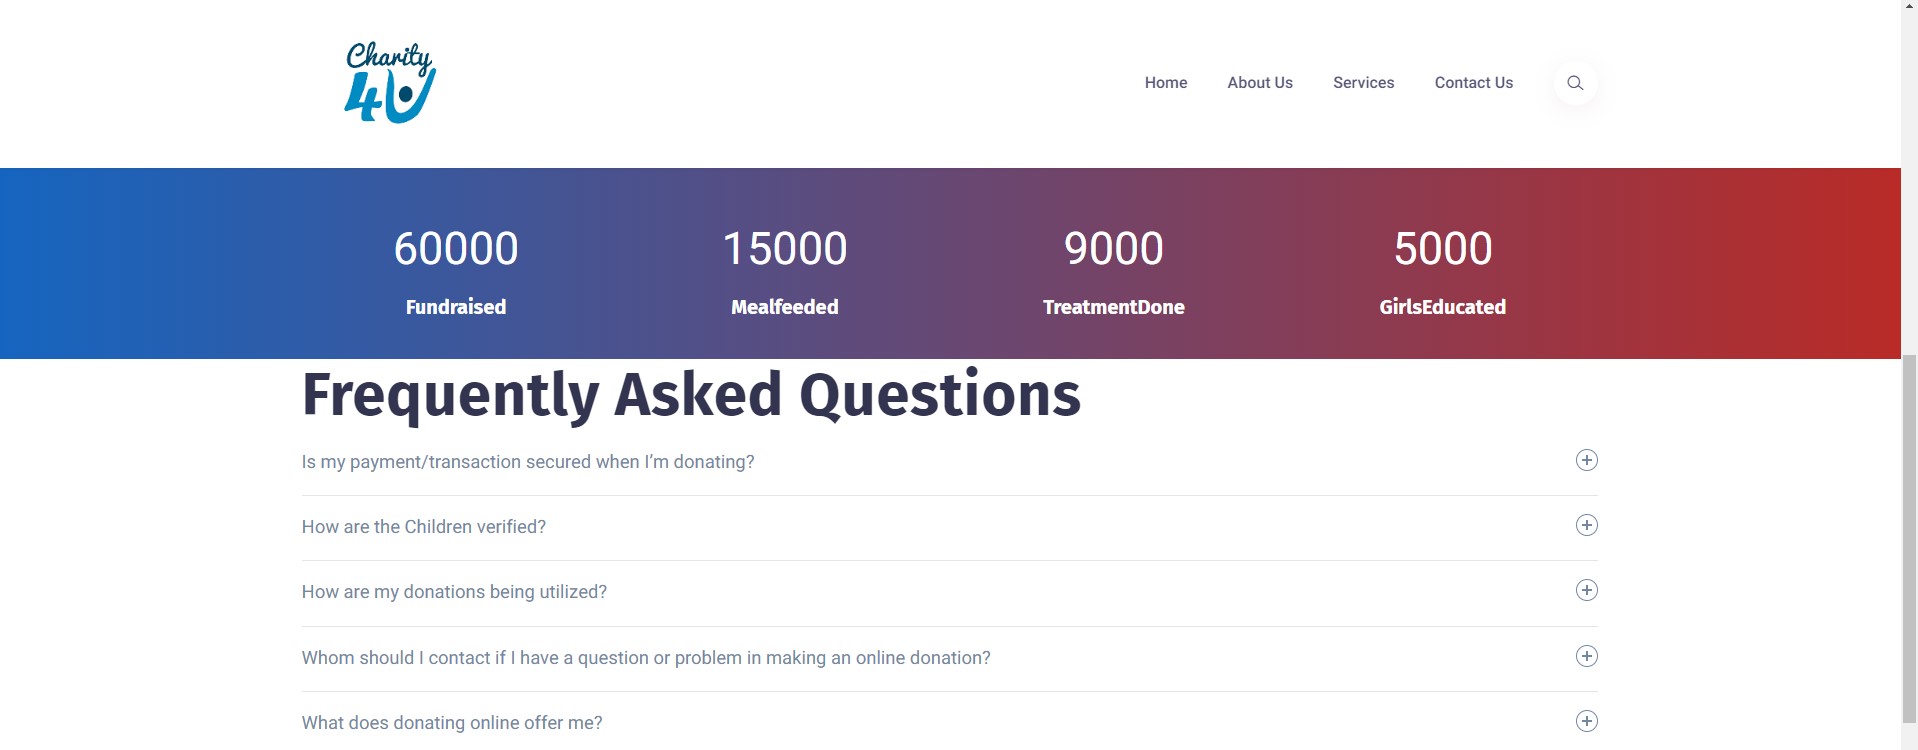 Charity
4U
Home About Us Services Contact Us
60000 15000 9000 5000
Fundraised Mealfeeded TreatmentDone GirlsEducated
Frequently Asked Questions
Is my payment/transaction secured when I’m donating?
How are the Children verified?
How are my donations being utilized?
Whom should I contact if I have a question or problem in making an online donation?
What does donating online offer me?